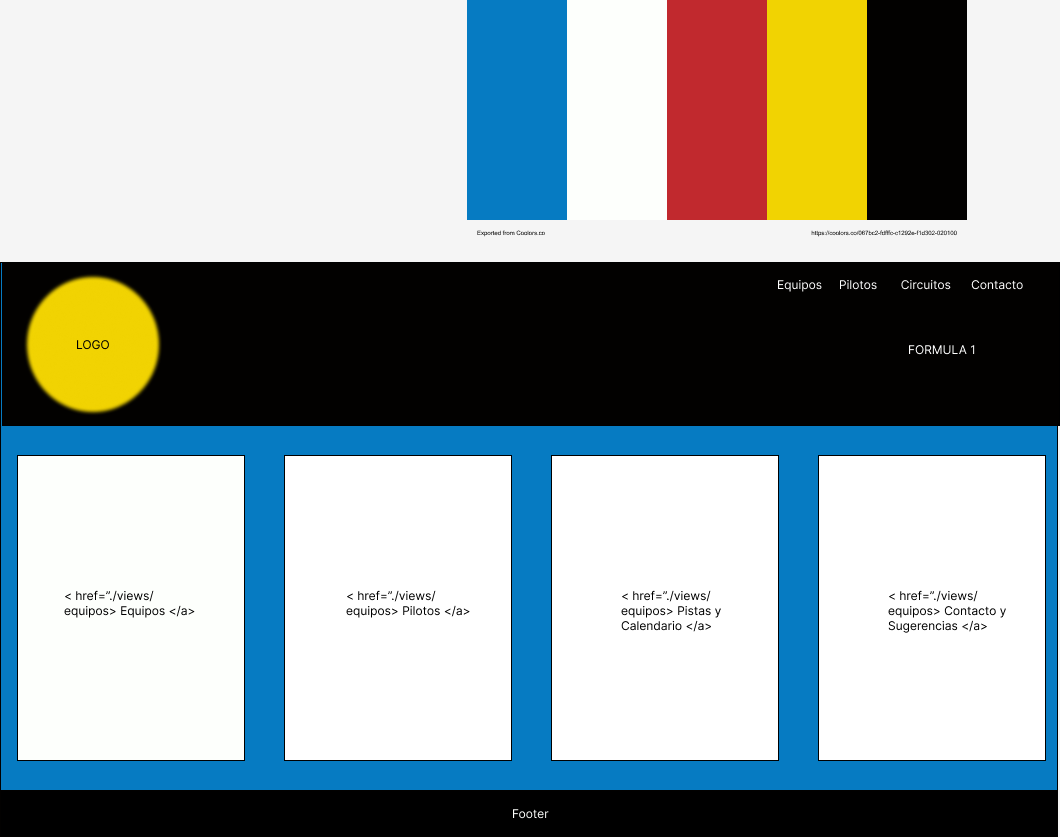 Exported from Coolors.co
https://coolors.co/067bc2-fdfffc-c1292e-f1d302-020100
Equipos Pilotos Circuitos Contacto
LOGO
FORMULA 1
< href=”./views/
equipos> Equipos </a>
< href=”./views/
equipos> Pilotos </a>
< href=”./views/
equipos> Pistas y
Calendario </a>
< href=”./views/
equipos> Contacto y
Sugerencias </a>
Footer